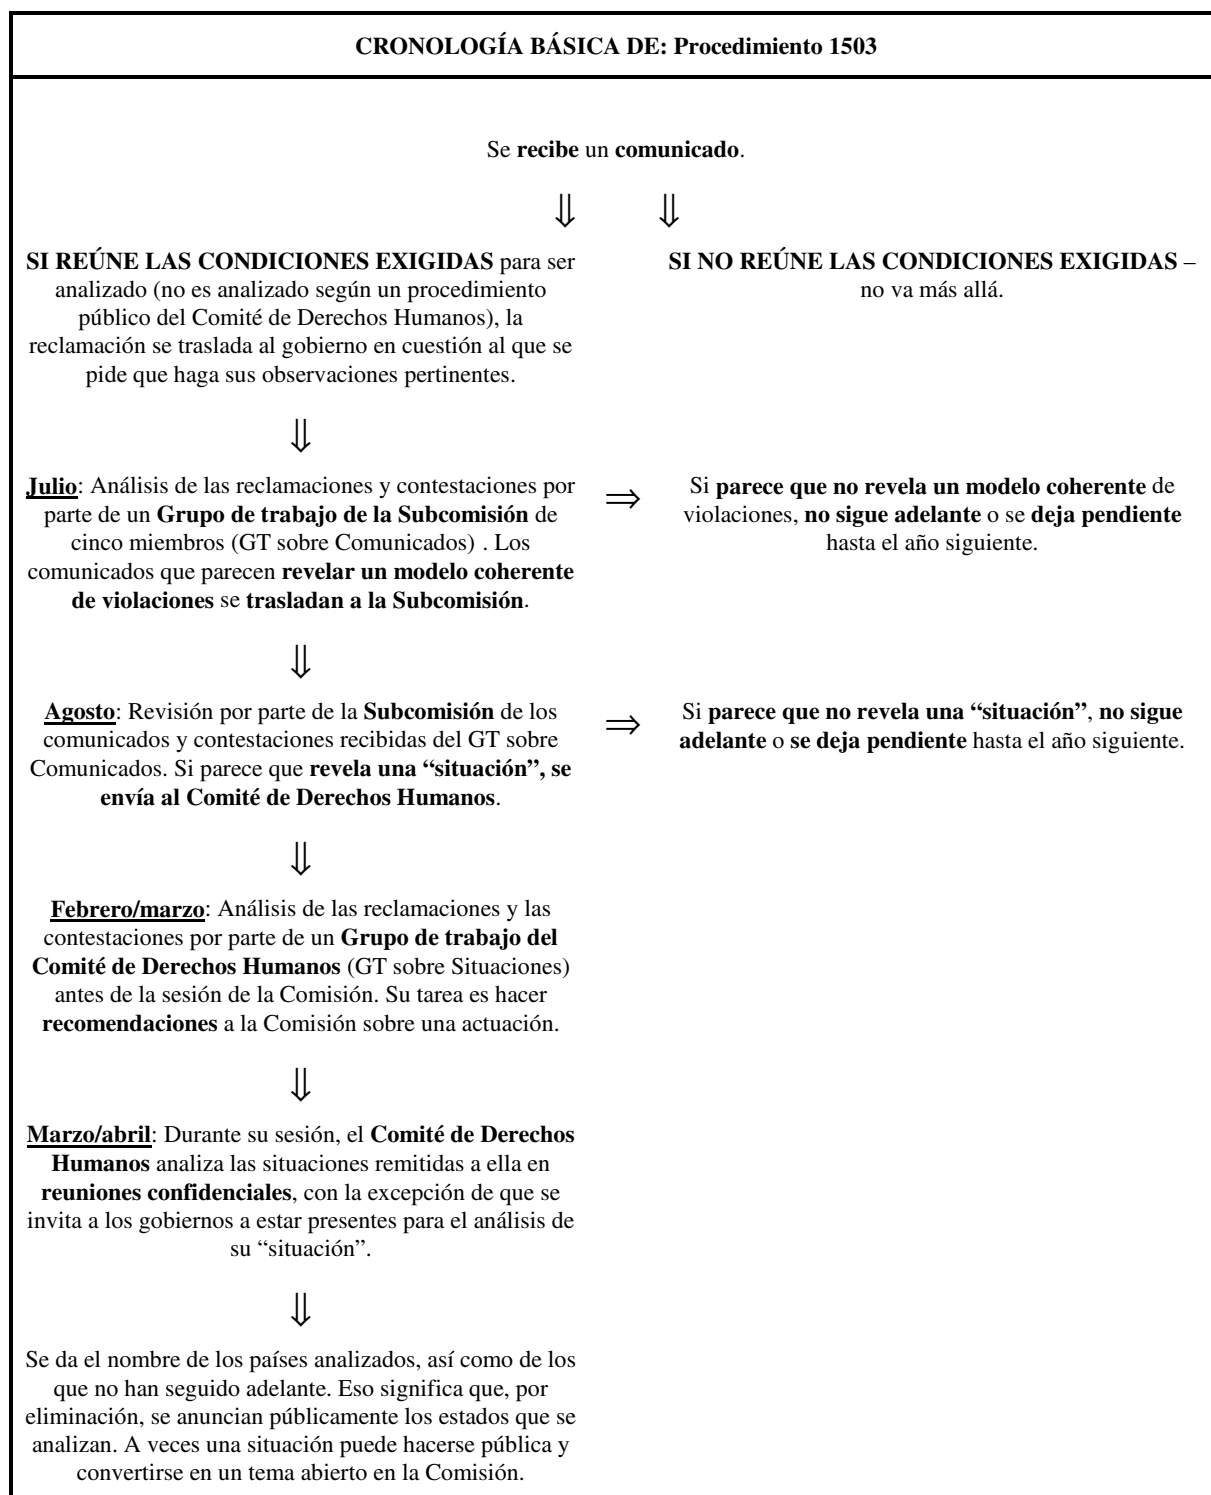 CRONOLOGÍA BÁSICA DE: Procedimiento 1503
Se recibe un comunicado.
⇓ ⇓
SI REÚNE LAS CONDICIONES EXIGIDAS para ser
analizado (no es analizado según un procedimiento
público del Comité de Derechos Humanos), la
reclamación se traslada al gobierno en cuestión al que se
pide que haga sus observaciones pertinentes.
SI NO REÚNE LAS CONDICIONES EXIGIDAS –
no va más allá.
⇓
Julio: Análisis de las reclamaciones y contestaciones por
parte de un Grupo de trabajo de la Subcomisión de
cinco miembros (GT sobre Comunicados) . Los
comunicados que parecen revelar un modelo coherente
de violaciones se trasladan a la Subcomisión.
⇒
Si parece que no revela un modelo coherente de
violaciones, no sigue adelante o se deja pendiente
hasta el año siguiente.
⇓
Agosto: Revisión por parte de la Subcomisión de los
comunicados y contestaciones recibidas del GT sobre
Comunicados. Si parece que revela una “situación”, se
envía al Comité de Derechos Humanos.
⇒
Si parece que no revela una “situación”, no sigue
adelante o se deja pendiente hasta el año siguiente.
⇓
Febrero/marzo: Análisis de las reclamaciones y las
contestaciones por parte de un Grupo de trabajo del
Comité de Derechos Humanos (GT sobre Situaciones)
antes de la sesión de la Comisión. Su tarea es hacer
recomendaciones a la Comisión sobre una actuación.
⇓
Marzo/abril: Durante su sesión, el Comité de Derechos
Humanos analiza las situaciones remitidas a ella en
reuniones confidenciales, con la excepción de que se
invita a los gobiernos a estar presentes para el análisis de
su “situación”.
⇓
Se da el nombre de los países analizados, así como de los
que no han seguido adelante. Eso significa que, por
eliminación, se anuncian públicamente los estados que se
analizan. A veces una situación puede hacerse pública y
convertirse en un tema abierto en la Comisión.